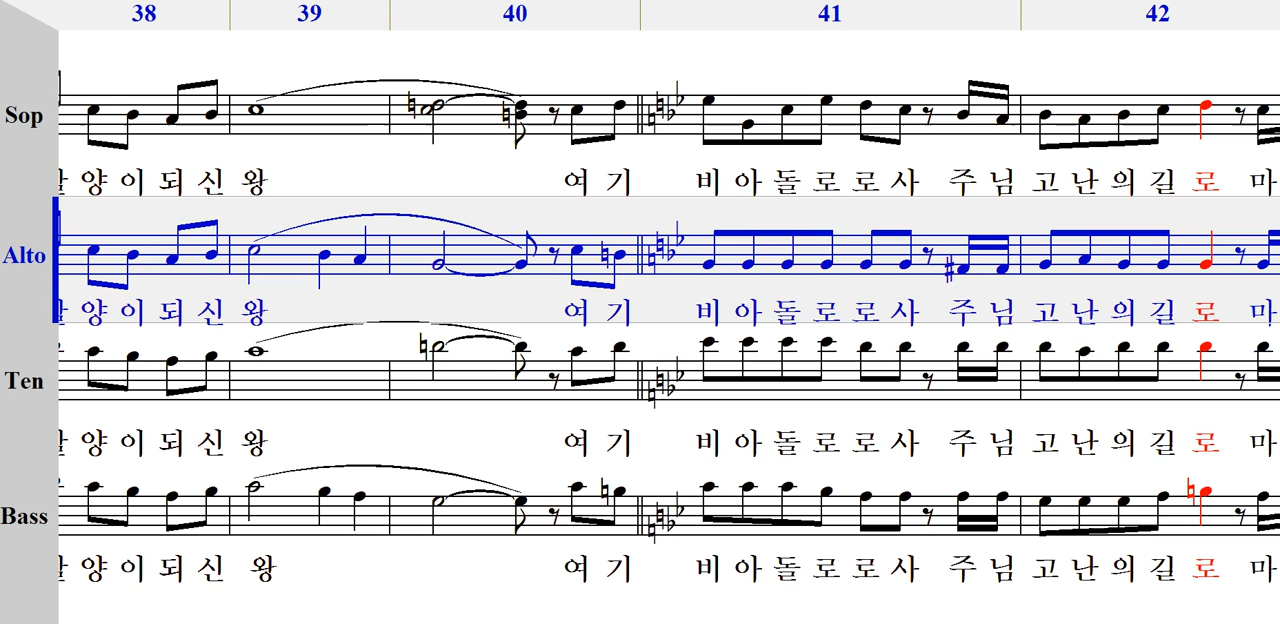 38 39 40 41 42
Sop
양 이 되 신 왕 여 기 비 아 돌 로 로 사 주 님 고 난 의 길 로 마
Alto
양 이 되 신 왕 여 기 비 아 돌 로 로 사 주 님 고 난 의 길 로 마
Ten
양 이 되 신 왕 여 기 비 아 돌 로 로 사 주 님 고 난 의 길 로 마
Bass
양 이 되 신 왕 여 기 비 아 돌 로 로 사 주 님 고 난 의 길 로 마